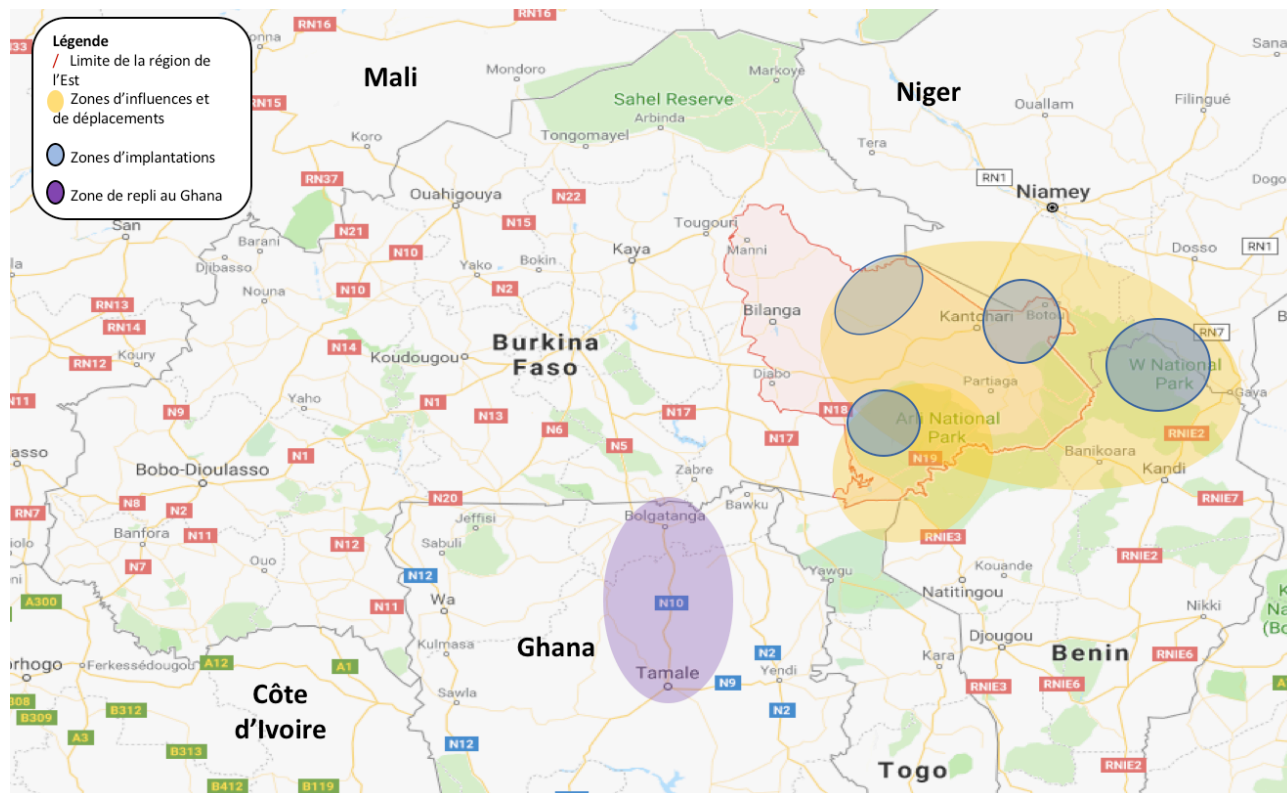 Légende
/ Limite de la région de
l'Est
Zones d'influences et
de déplacements
Zones d'implantations
Zone de repli au Ghana
RN16
RN16
RN15
Mali
Mondoro
Markoye
Niger
Sahel Reserve
Arbinda
Ouallam
Filingué
Koro
Tongomayel
Tera
RN37
Ouahigouya
N22
RN1
Niamey
Dogo
San
N21
N15
Tougouri
Barani
N10
Kaya
Manni
Dosso
RN1
Djibasso
Yako
Bokin
Nouna
N10
N2
RN13
Bilanga
Kantchari
Botou
RN14
N14
Burkina
Faso
RN7
Koury
Koudougou
RN12
W National
Park
Diabo
Partiaga
Gaya
N11
Yaho
N1
N9
N13
N17
N18
Arli National
Park
N6
N17
RNIE2
N1
N5
Banikoara
Bobo-Dioulasso
Zabre
N19
Kandi
N20
RNIE7
RN7
N8
N2
Bolgatanga
Bawku
Jeffisi
Banfora
N11
RNIE3
N12
Sabuli
RNIE2
N7
Ouo
N12
Yawgu
Kouande
Natitingou
A300
N11
Wa
N10
Nikki
Kulmasa
Ghana
Djougou
Benin
Ferkessédougou
A12
A1
N2
Kara
RNIE6
Tamale
Yendi
N9
RNIE3
RNIE6
Côte
d'Ivoire
Sawla
B309
B312
N2
A3
B313
N12
Togo
RNIE2
B412
B119